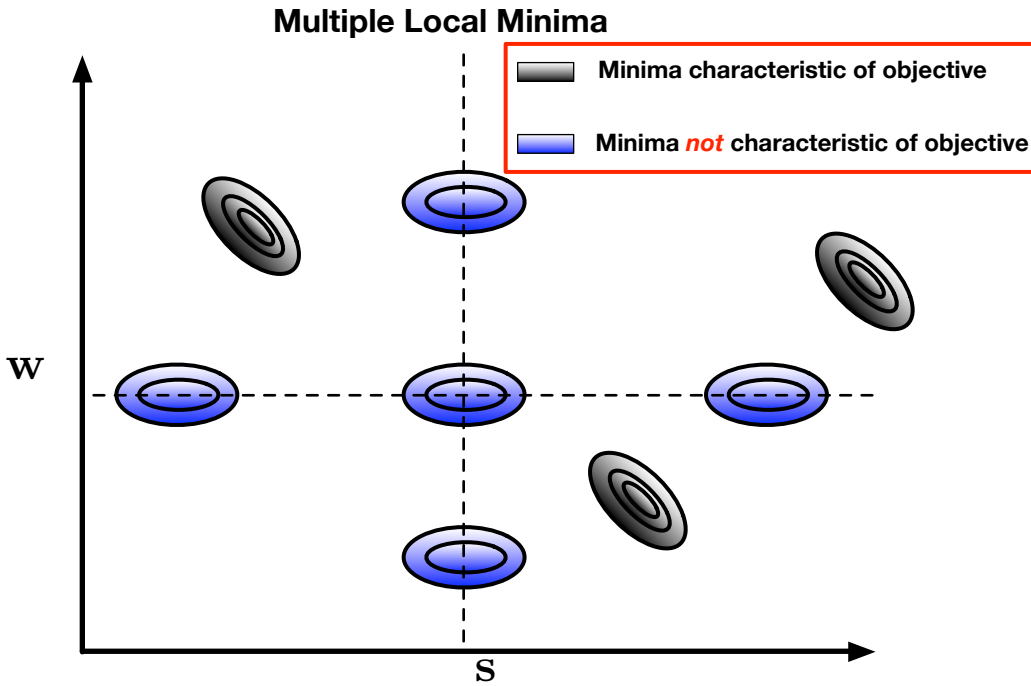 Multiple Local Minima
Minima characteristic of objective
Minima not characteristic of objective
w
s